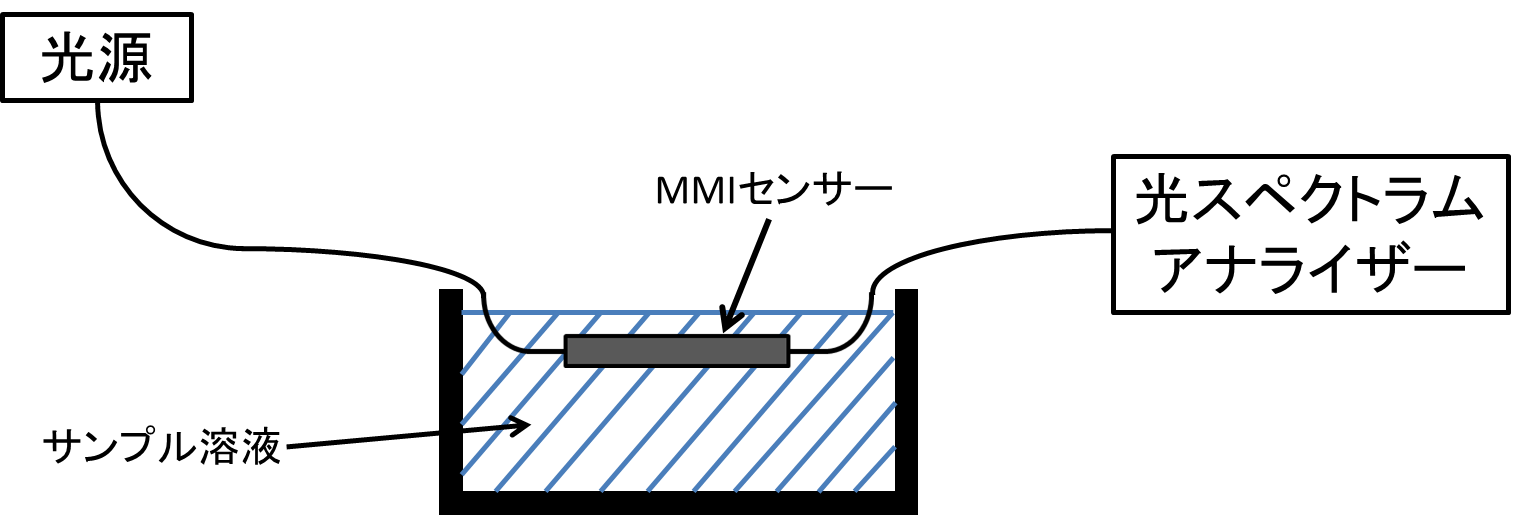 光源
MMIセンサー
光スペクトラム
アナライザー
サンプル溶液